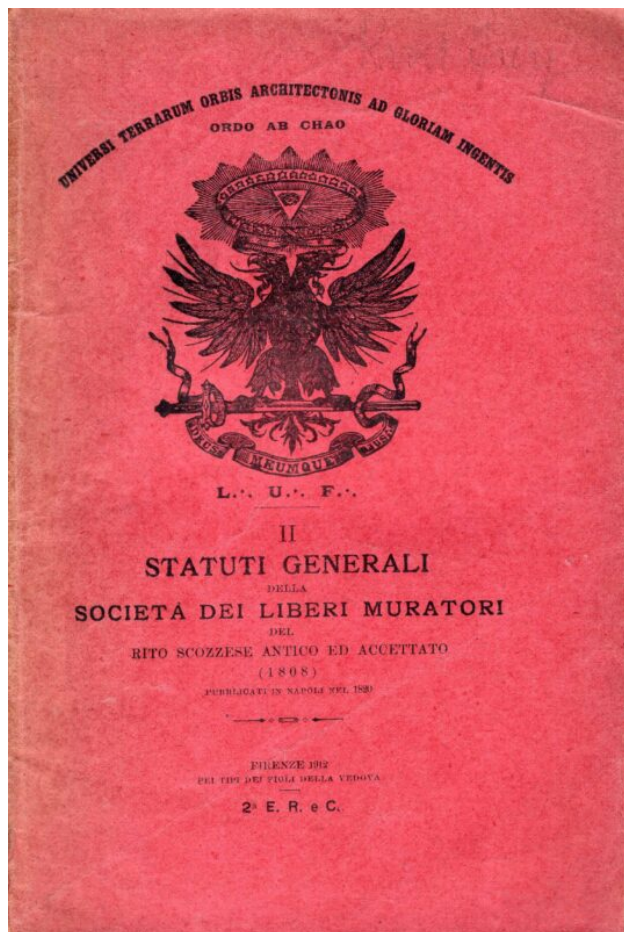 UNIVERSI TERRARUM ORBIS ARCHITECTONIS AD GLORIAM INGENTIS
ORDO AB CHAO
DEUS MEUMQUE JUS
L∴ U∴ F∴
II
STATUTI GENERALI
DELLA
SOCIETÀ DEI LIBERI MURATORI
DEL
RITO SCOZZESE ANTICO ED ACCETTATO
(1808)
PUBBLICATI IN NAPOLI NEL 1820
FIRENZE 1912
PEI TIPI DEI FIGLI DELLA VEDOVA
2ª E. R. e C.